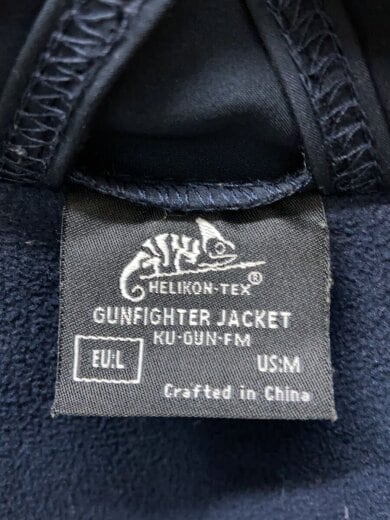 HELIKON-TEX®
GUNFIGHTER JACKET
KU-GUN-FM
EU:L US:M
Crafted in China